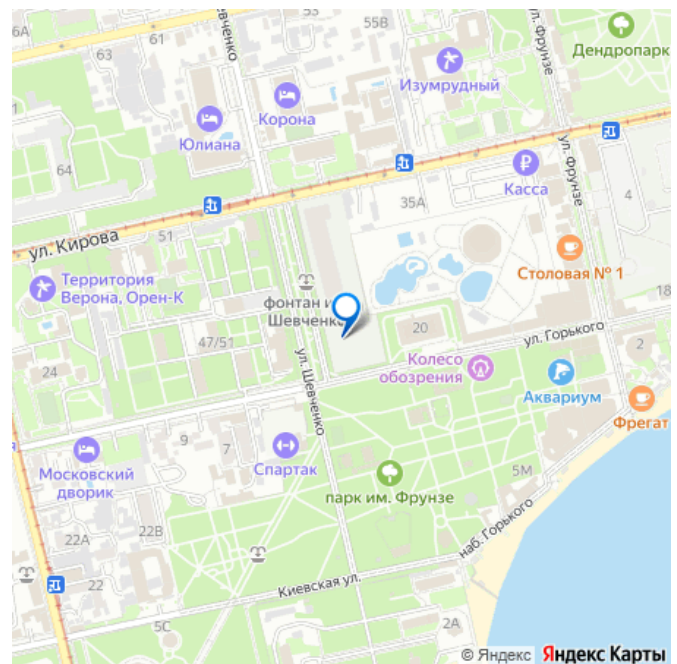 53
55В
6А
61
63
ул. Фрунзе
Дендропарк
вченко
Изумрудный
Корона
1
Юлиана
64
Касса
ул. Фрунзе
4
35А
51
ул. Кирова
Столовая № 1
Территория
Верона, Орен-К
фонтан и
Шевченко
18
20
ул. Горького
47/51
2
24
Колесо
обозрения
ул. Шевченко
Аквариум
Фрегат
9
7
я
Московский
дворик
Спартак
5М
парк им. Фрунзе
22В
22А
наб. Горького
22
Киевская ул.
5С
2А
© Яндекс Яндекс Карты